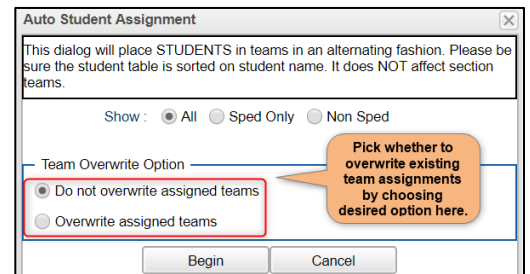 Auto Student Assignment
This dialog will place STUDENTS in teams in an alternating fashion. Please be
sure the student table is sorted on student name. It does NOT affect section
teams.
Show : All Sped Only Non Sped
Team Overwrite Option
Do not overwrite assigned teams
Overwrite assigned teams
Pick whether to
overwrite existing
team assignments
by choosing
desired option here.
Begin Cancel